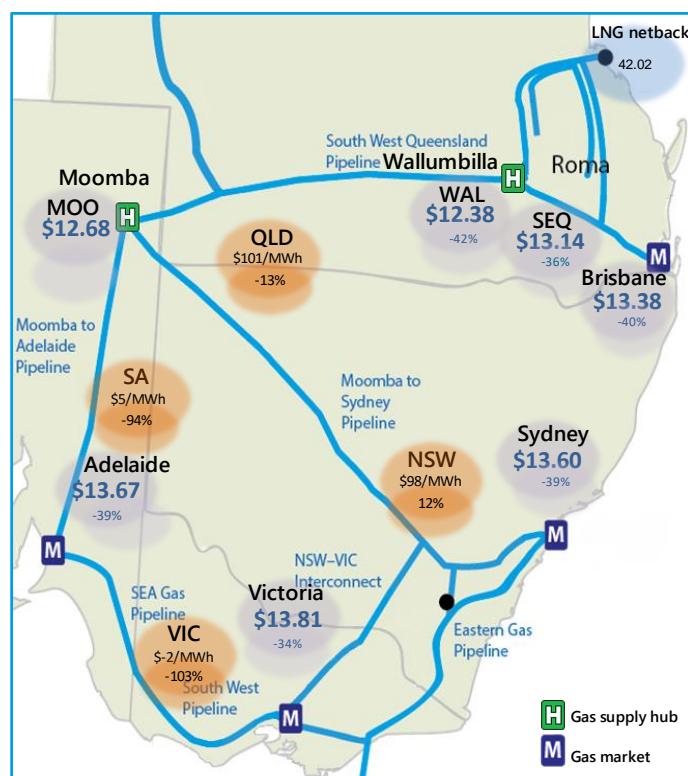 LNG netback
42.02
South West Queensland
Pipeline
Wallumbilla
H
Roma
Moomba
MOO
$12.68
H
WAL
$12.38
-42%
SEQ
$13.14
-36%
QLD
$101/MWh
-13%
M
Brisbane
$13.38
-40%
Moomba to
Adelaide
Pipeline
SA
$5/MWh
-94%
Moomba to
Sydney
Pipeline
Adelaide
$13.67
-39%
NSW
$98/MWh
12%
Sydney
$13.60
-39%
M
M
NSW–VIC
Interconnect
SEA Gas
Pipeline
Victoria
$13.81
-34%
Eastern Gas
Pipeline
VIC
$-2/MWh
-103%
South West
Pipeline
M
H Gas supply hub
M Gas market